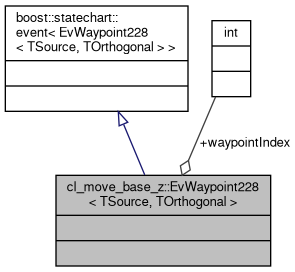 boost::statechart::
event< EvWaypoint228
< TSource, TOrthogonal > >
int
+waypointIndex
cl_move_base_z::EvWaypoint228
< TSource, TOrthogonal >